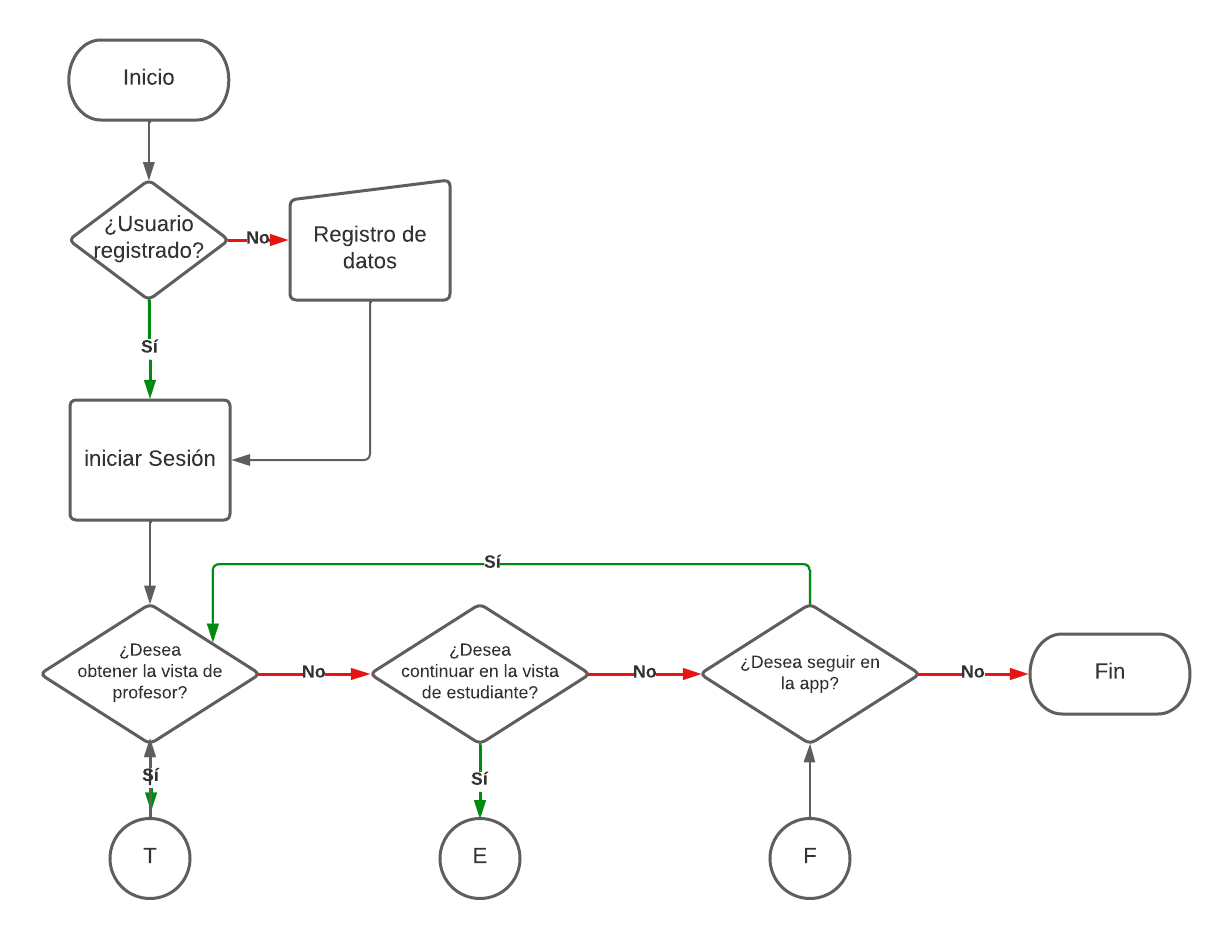 Inicio
¿Usuario
registrado?
No
Registro de
datos
Sí
iniciar Sesión
Sí
¿Desea
obtener la vista de
profesor?
No
¿Desea
continuar en la vista
de estudiante?
No
¿Desea seguir en
la app?
No
Fin
Sí
Sí
T
E
F